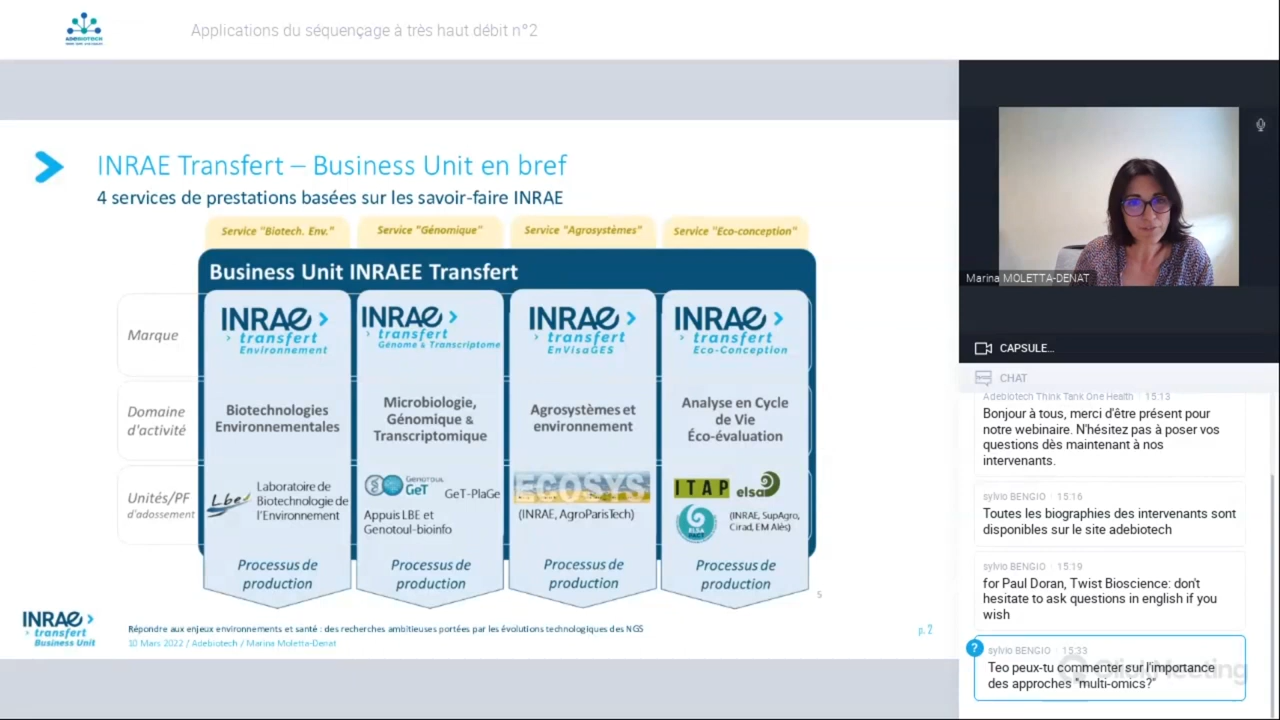 ADEBIOTECH
Applications du séquençage à très haut débit n°2
INRAE Transfert – Business Unit en bref
4 services de prestations basées sur les savoir-faire INRAE
Service "Biotech. Env."
Service "Génomique"
Service "Agrosystèmes"
Service "Eco-conception"
Business Unit INRAEE Transfert
Marque
INRAE
transfert
Environnement
INRAE
transfert
Génome & Transcriptome
INRAE
transfert
EnVisaGES
INRAE
transfert
Eco-Conception
Domaine
d'activité
Biotechnologies
Environnementales
Microbiologie,
Génomique &
Transcriptomique
Agrosystèmes et
environnement
Analyse en Cycle
de Vie
Éco-évaluation
Unités/PF
d'adossement
Lbe
Laboratoire de
Biotechnologie de
l'Environnement
GENOTOUL
GeT
GeT-PlaGe
Appuis LBE et
Genotoul-bioinfo
ECOSYS
(INRAE, AgroParisTech)
ITAP
elsa
ELSA
PACT
(INRAE, SupAgro,
Cirad, EM Alès)
Processus de
production
Processus de
production
Processus de
production
Processus de
production
5
INRAE
transfert
Business Unit
Répondre aux enjeux environnements et santé : des recherches ambitieuses portées par les évolutions technologiques des NGS
10 Mars 2022 / Adebiotech / Marina Moletta-Denat
p.2
Marina MOLETTA-DENAT
CAPSULE...
CHAT
Adebiotech Think Tank One Health · 15:13
Bonjour à tous, merci d'être présent pour
notre webinaire. N'hésitez pas à poser vos
questions dès maintenant à nos
intervenants.
sylvio BENGIO · 15:16
Toutes les biographies des intervenants sont
disponibles sur le site adebiotech
sylvio BENGIO · 15:19
for Paul Doran, Twist Bioscience: don't
hesitate to ask questions in english if you
wish
?
sylvio BENGIO · 15:33
Teo peux-tu commenter sur l'importance
des approches "multi-omics?"
ClickMeeting